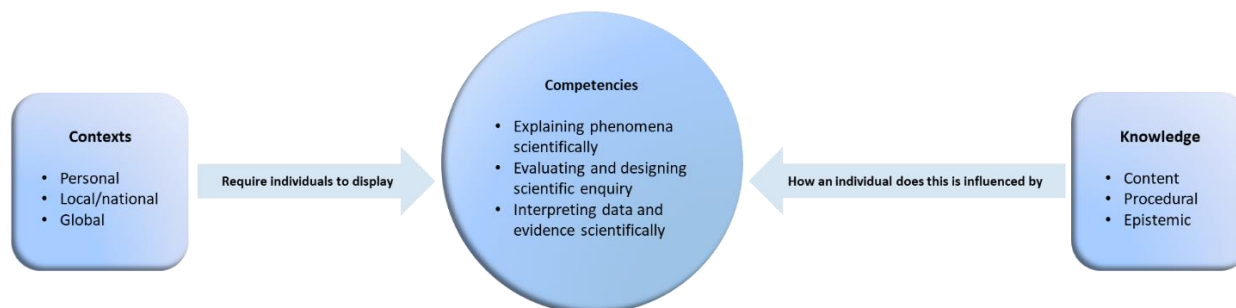 Contexts
• Personal
• Local/national
• Global
Require individuals to display
Competencies
• Explaining phenomena
scientifically
• Evaluating and designing
scientific enquiry
• Interpreting data and
evidence scientifically
How an individual does this is influenced by
Knowledge
• Content
• Procedural
• Epistemic